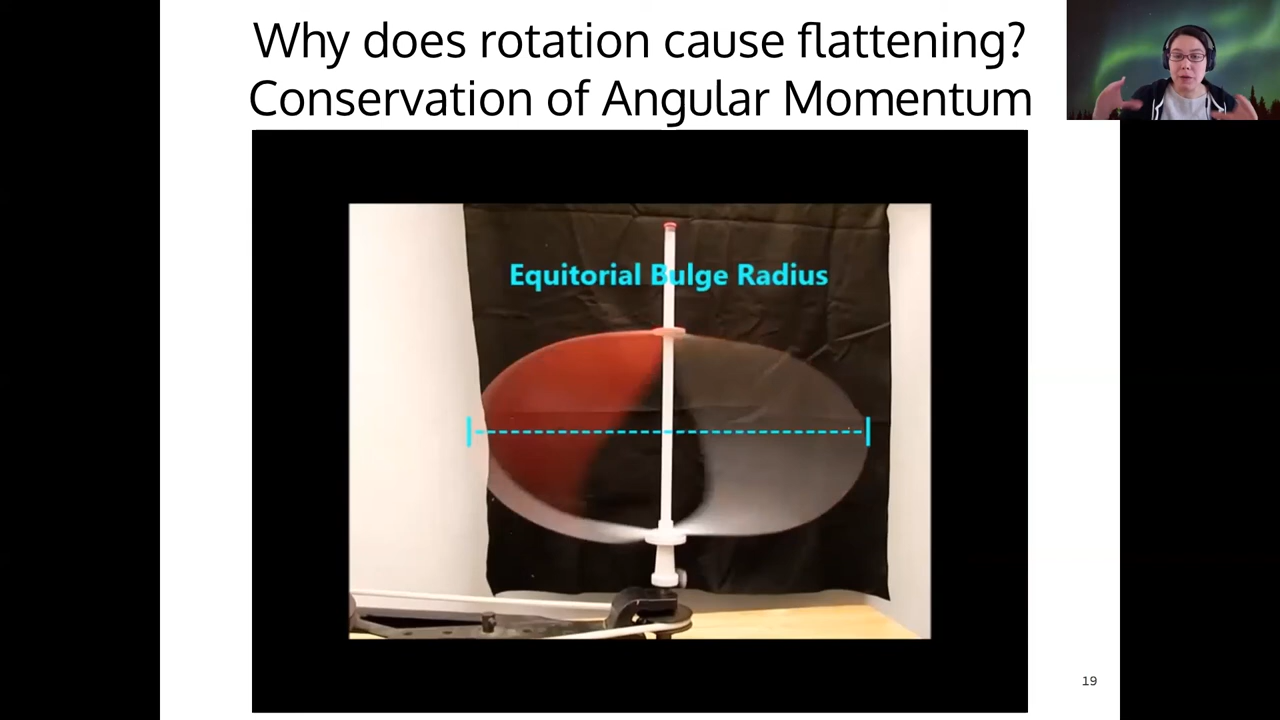 Why does rotation cause flattening?
Conservation of Angular Momentum
Equitorial Bulge Radius
19